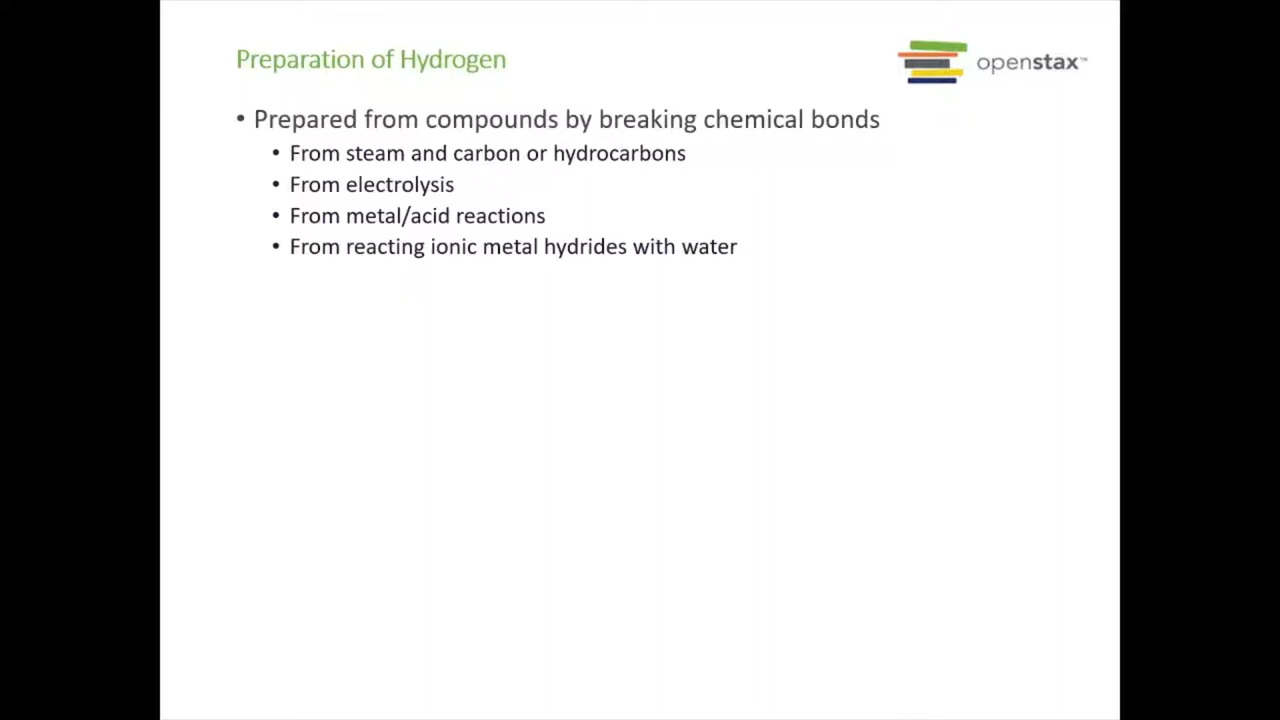 Preparation of Hydrogen
openstax™
• Prepared from compounds by breaking chemical bonds
• From steam and carbon or hydrocarbons
• From electrolysis
• From metal/acid reactions
• From reacting ionic metal hydrides with water